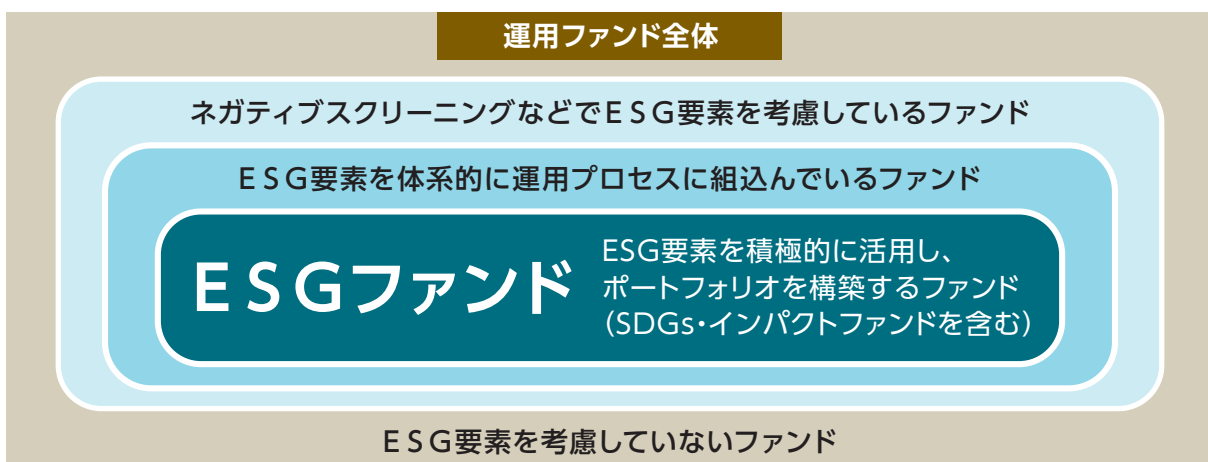 運用ファンド全体
ネガティブスクリーニングなどでESG要素を考慮しているファンド
ESG要素を体系的に運用プロセスに組込んでいるファンド
ESGファンド
ESG要素を積極的に活用し、
ポートフォリオを構築するファンド
(SDGs・インパクトファンドを含む)
ESG要素を考慮していないファンド